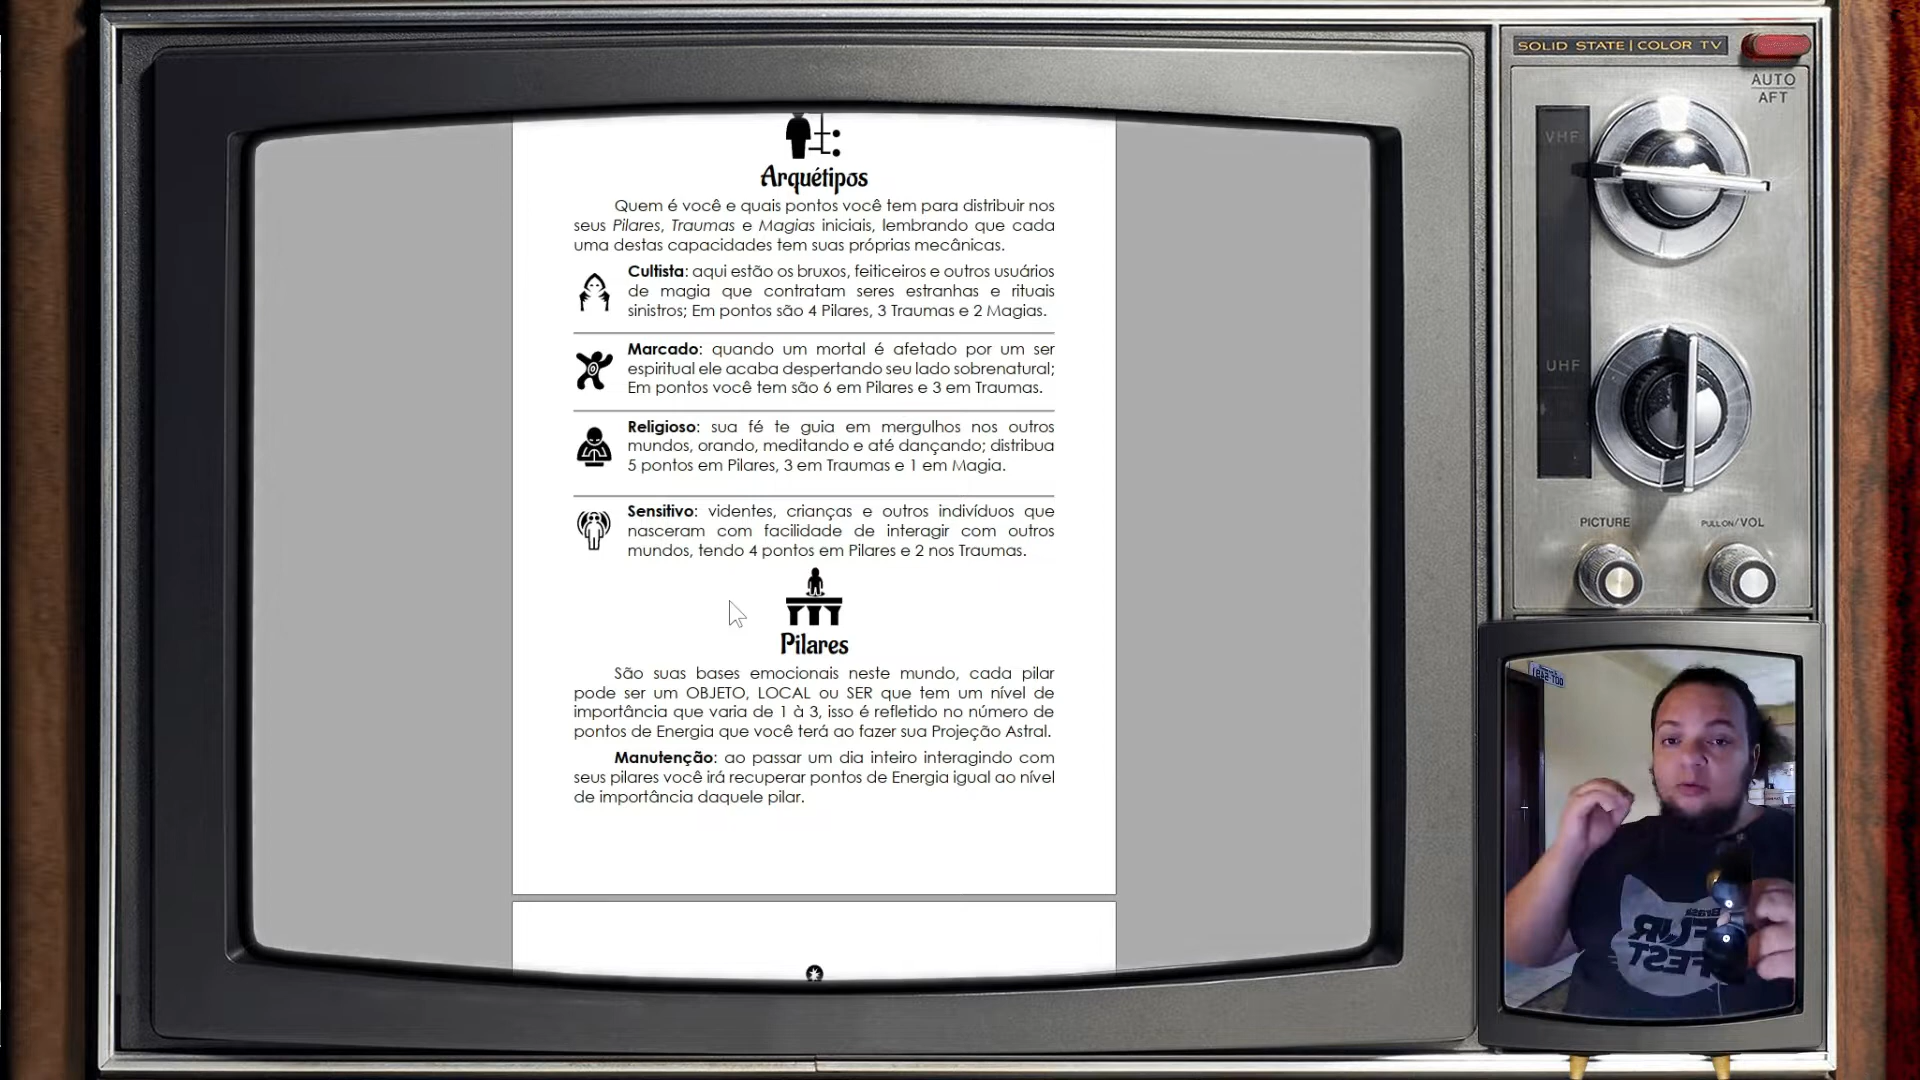 SOLID STATE | COLOR TV
AUTO
AFT
VHF
UHF
PICTURE
PULL ON/VOL
Arquétipos
Quem é você e quais pontos você tem para distribuir nos
seus Pilares, Traumas e Magias iniciais, lembrando que cada
uma destas capacidades tem suas próprias mecânicas.
Cultista: aqui estão os bruxos, feiticeiros e outros usuários
de magia que contratam seres estranhas e rituais
sinistros; Em pontos são 4 Pilares, 3 Traumas e 2 Magias.
Marcado: quando um mortal é afetado por um ser
espiritual ele acaba despertando seu lado sobrenatural;
Em pontos você tem são 6 em Pilares e 3 em Traumas.
Religioso: sua fé te guia em mergulhos nos outros
mundos, orando, meditando e até dançando; distribua
5 pontos em Pilares, 3 em Traumas e 1 em Magia.
Sensitivo: videntes, crianças e outros indivíduos que
nasceram com facilidade de interagir com outros
mundos, tendo 4 pontos em Pilares e 2 nos Traumas.
Pilares
São suas bases emocionais neste mundo, cada pilar
pode ser um OBJETO, LOCAL ou SER que tem um nível de
importância que varia de 1 à 3, isso é refletido no número de
pontos de Energia que você terá ao fazer sua Projeção Astral.
Manutenção: ao passar um dia inteiro interagindo com
seus pilares você irá recuperar pontos de Energia igual ao nível
de importância daquele pilar.
Brasil
FUR
FEST